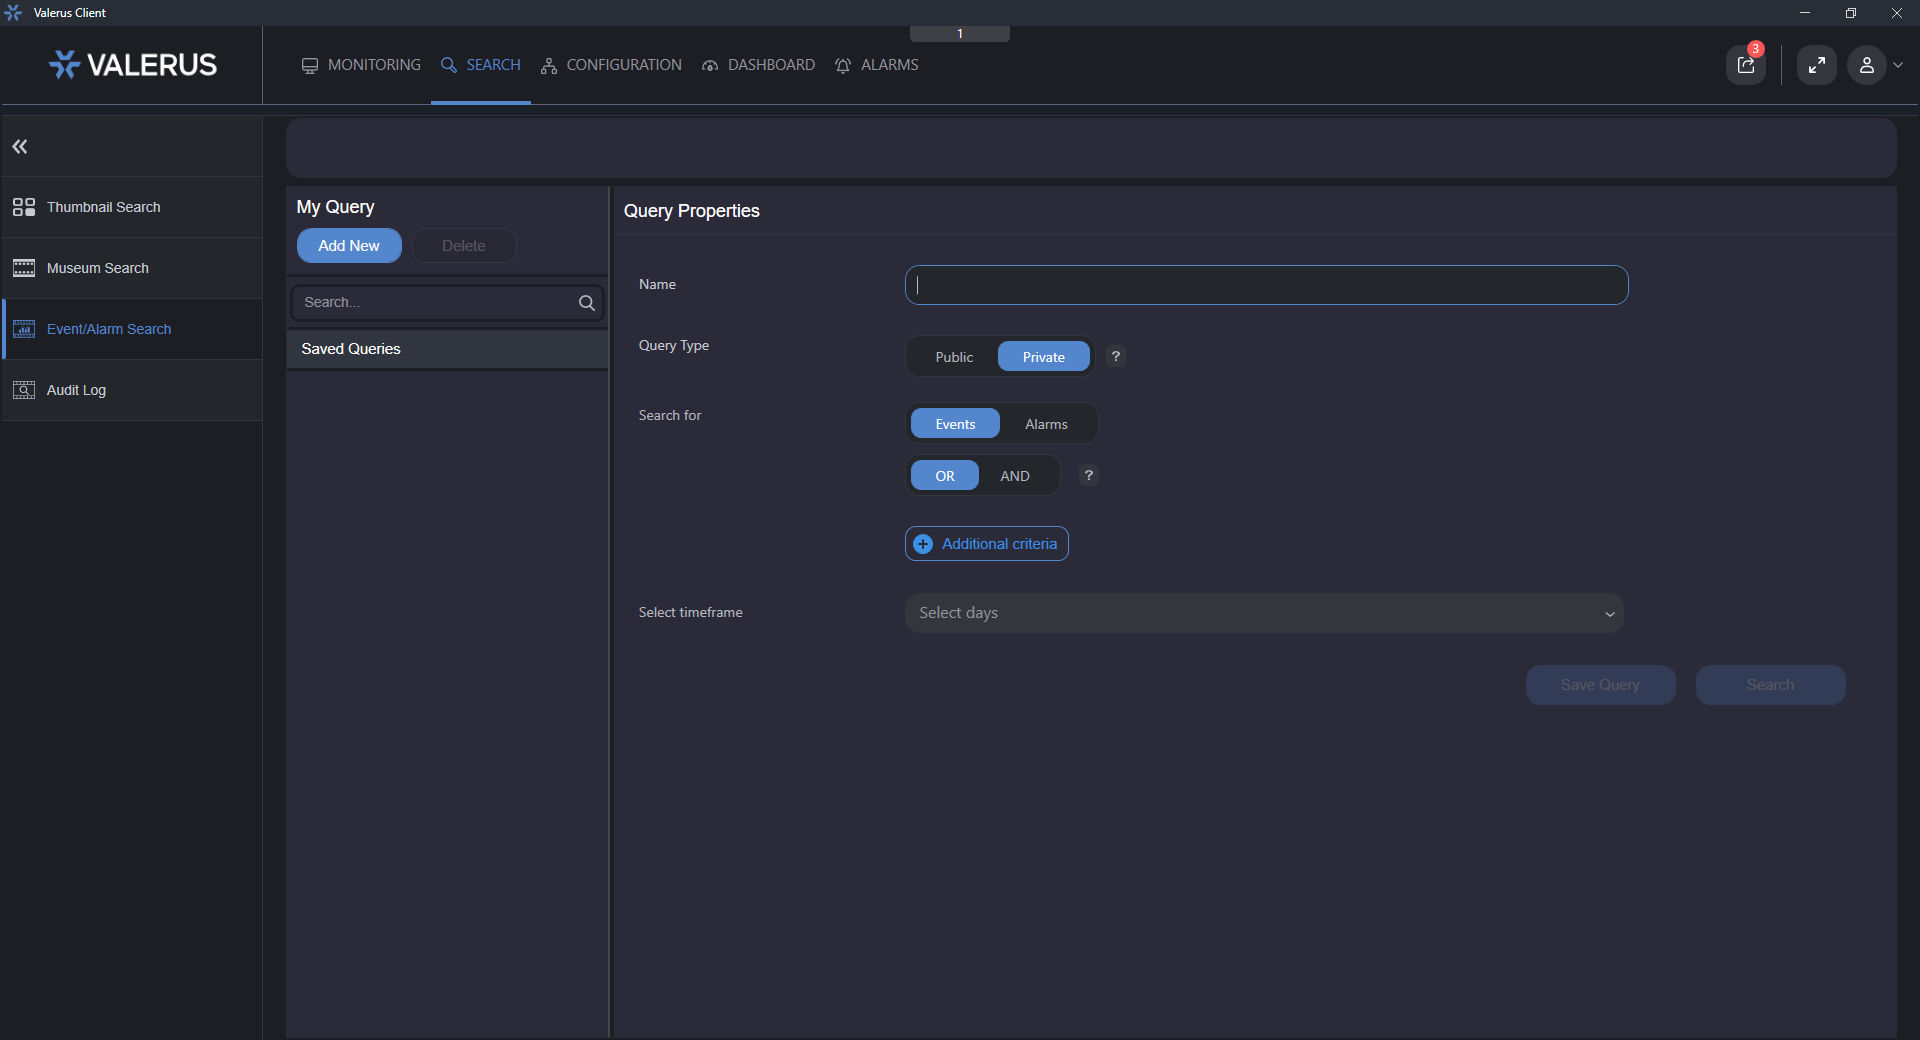 Valerus Client
1
VALERUS
MONITORING
SEARCH
CONFIGURATION
DASHBOARD
ALARMS
3
Thumbnail Search
Museum Search
Event/Alarm Search
Audit Log
My Query
Add New
Delete
Search...
Saved Queries
Query Properties
Name
Query Type
Public
Private
?
Search for
Events
Alarms
OR
AND
?
Additional criteria
Select timeframe
Select days
Save Query
Search